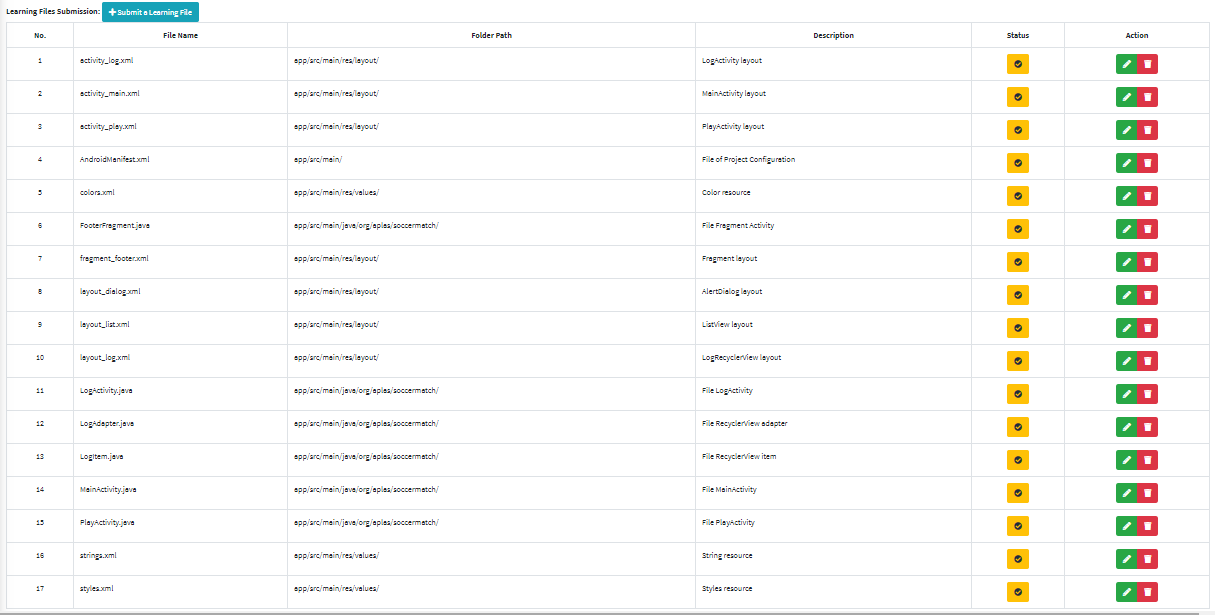 Learning Files Submission: Submit a Learning File
No. File Name Folder Path Description Status Action
1 activity_log.xml app/src/main/res/layout/ LogActivity layout
2 activity_main.xml app/src/main/res/layout/ MainActivity layout
3 activity_play.xml app/src/main/res/layout/ PlayActivity layout
4 AndroidManifest.xml app/src/main/ File of Project Configuration
5 colors.xml app/src/main/res/values/ Color resource
6 FooterFragment.java app/src/main/java/org/aplas/soccermatch/ File Fragment Activity
7 fragment_footer.xml app/src/main/res/layout/ Fragment layout
8 layout_dialog.xml app/src/main/res/layout/ AlertDialog layout
9 layout_list.xml app/src/main/res/layout/ ListView layout
10 layout_log.xml app/src/main/res/layout/ LogRecyclerView layout
11 LogActivity.java app/src/main/java/org/aplas/soccermatch/ File LogActivity
12 LogAdapter.java app/src/main/java/org/aplas/soccermatch/ File RecyclerView adapter
13 LogItem.java app/src/main/java/org/aplas/soccermatch/ File RecyclerView item
14 MainActivity.java app/src/main/java/org/aplas/soccermatch/ File MainActivity
15 PlayActivity.java app/src/main/java/org/aplas/soccermatch/ File PlayActivity
16 strings.xml app/src/main/res/values/ String resource
17 styles.xml app/src/main/res/values/ Styles resource